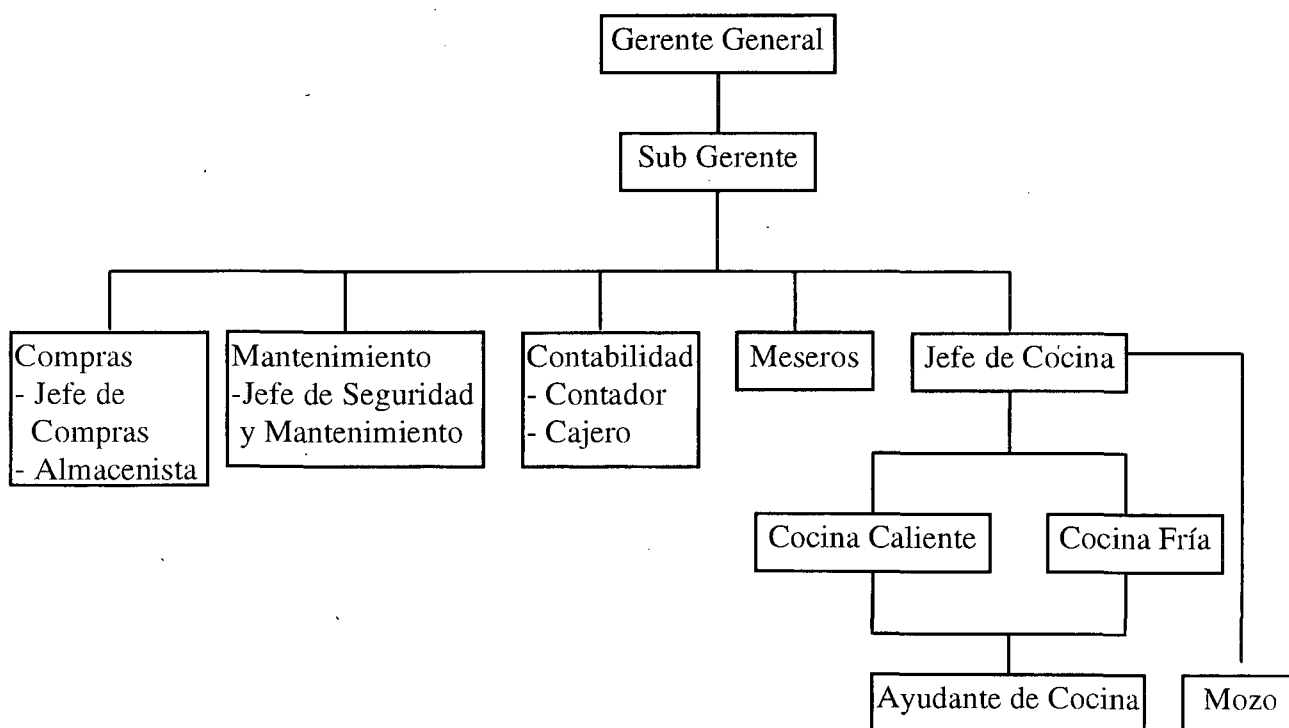 Gerente General
Sub Gerente
Compras
- Jefe de
Compras
- Almacenista
Mantenimiento
-Jefe de Seguridad
y Mantenimiento
Contabilidad
- Contador
- Cajero
Meseros
Jefe de Cocina
Cocina Caliente
Cocina Fría
Ayudante de Cocina
Mozo